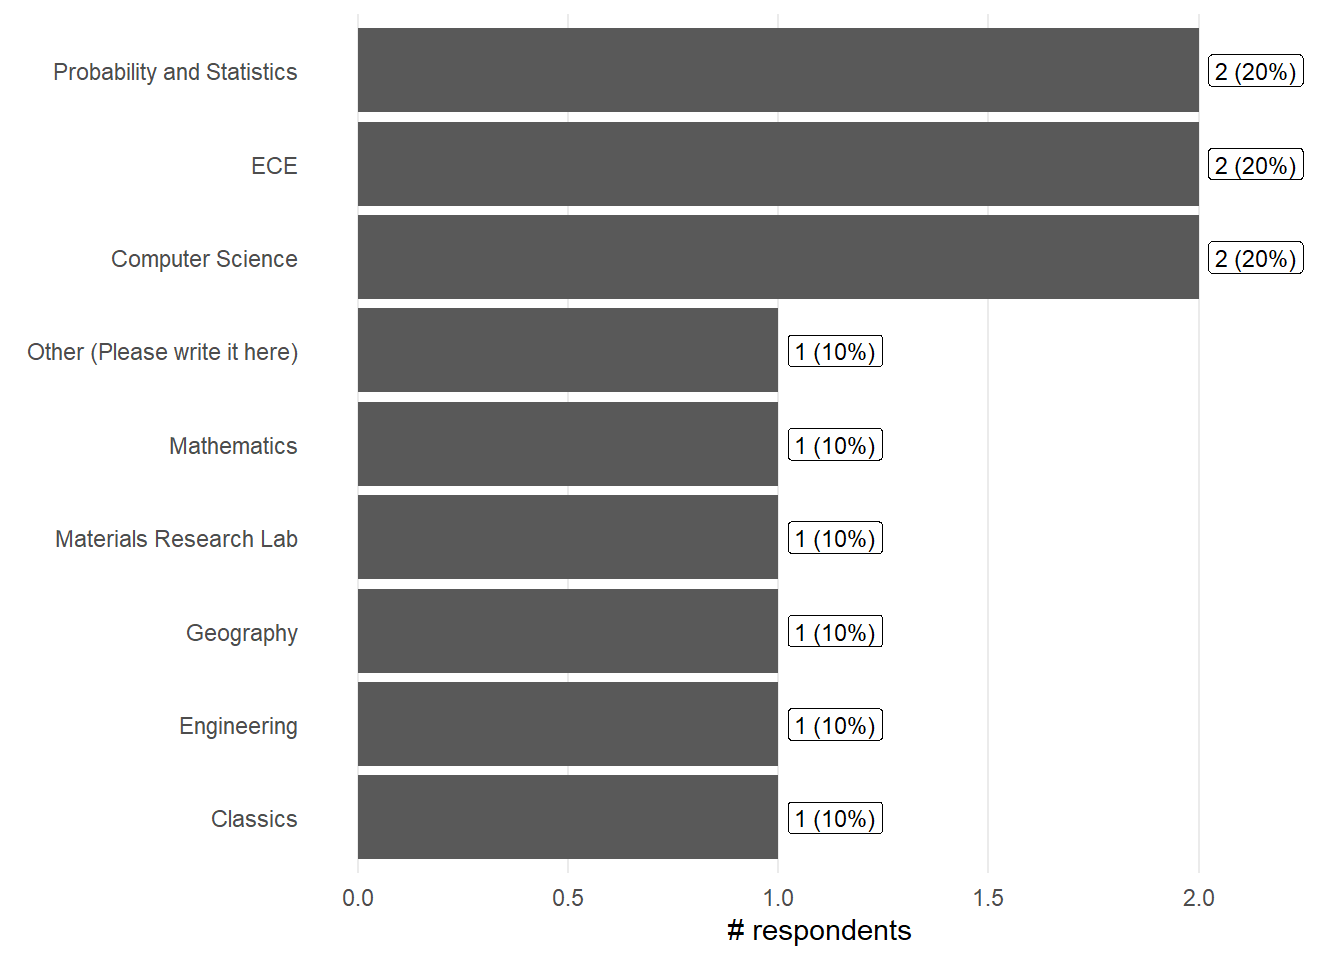 Probability and Statistics
2 (20%)
ECE
2 (20%)
Computer Science
2 (20%)
Other (Please write it here)
1 (10%)
Mathematics
1 (10%)
Materials Research Lab
1 (10%)
Geography
1 (10%)
Engineering
1 (10%)
Classics
1 (10%)
0.0 0.5 1.0 1.5 2.0
# respondents